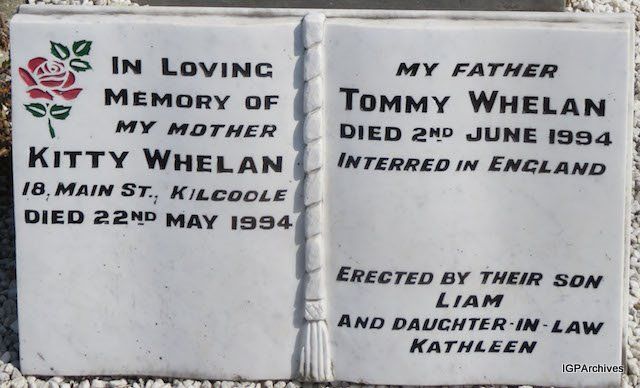 In Loving
Memory of
MY MOTHER
Kitty Whelan
18, MAIN ST., KILCOOLE
DIED 22ND MAY 1994
MY FATHER
Tommy Whelan
DIED 2ND JUNE 1994
INTERRED IN ENGLAND
ERECTED BY THEIR SON
LIAM
AND DAUGHTER-IN-LAW
KATHLEEN
IGPArchives